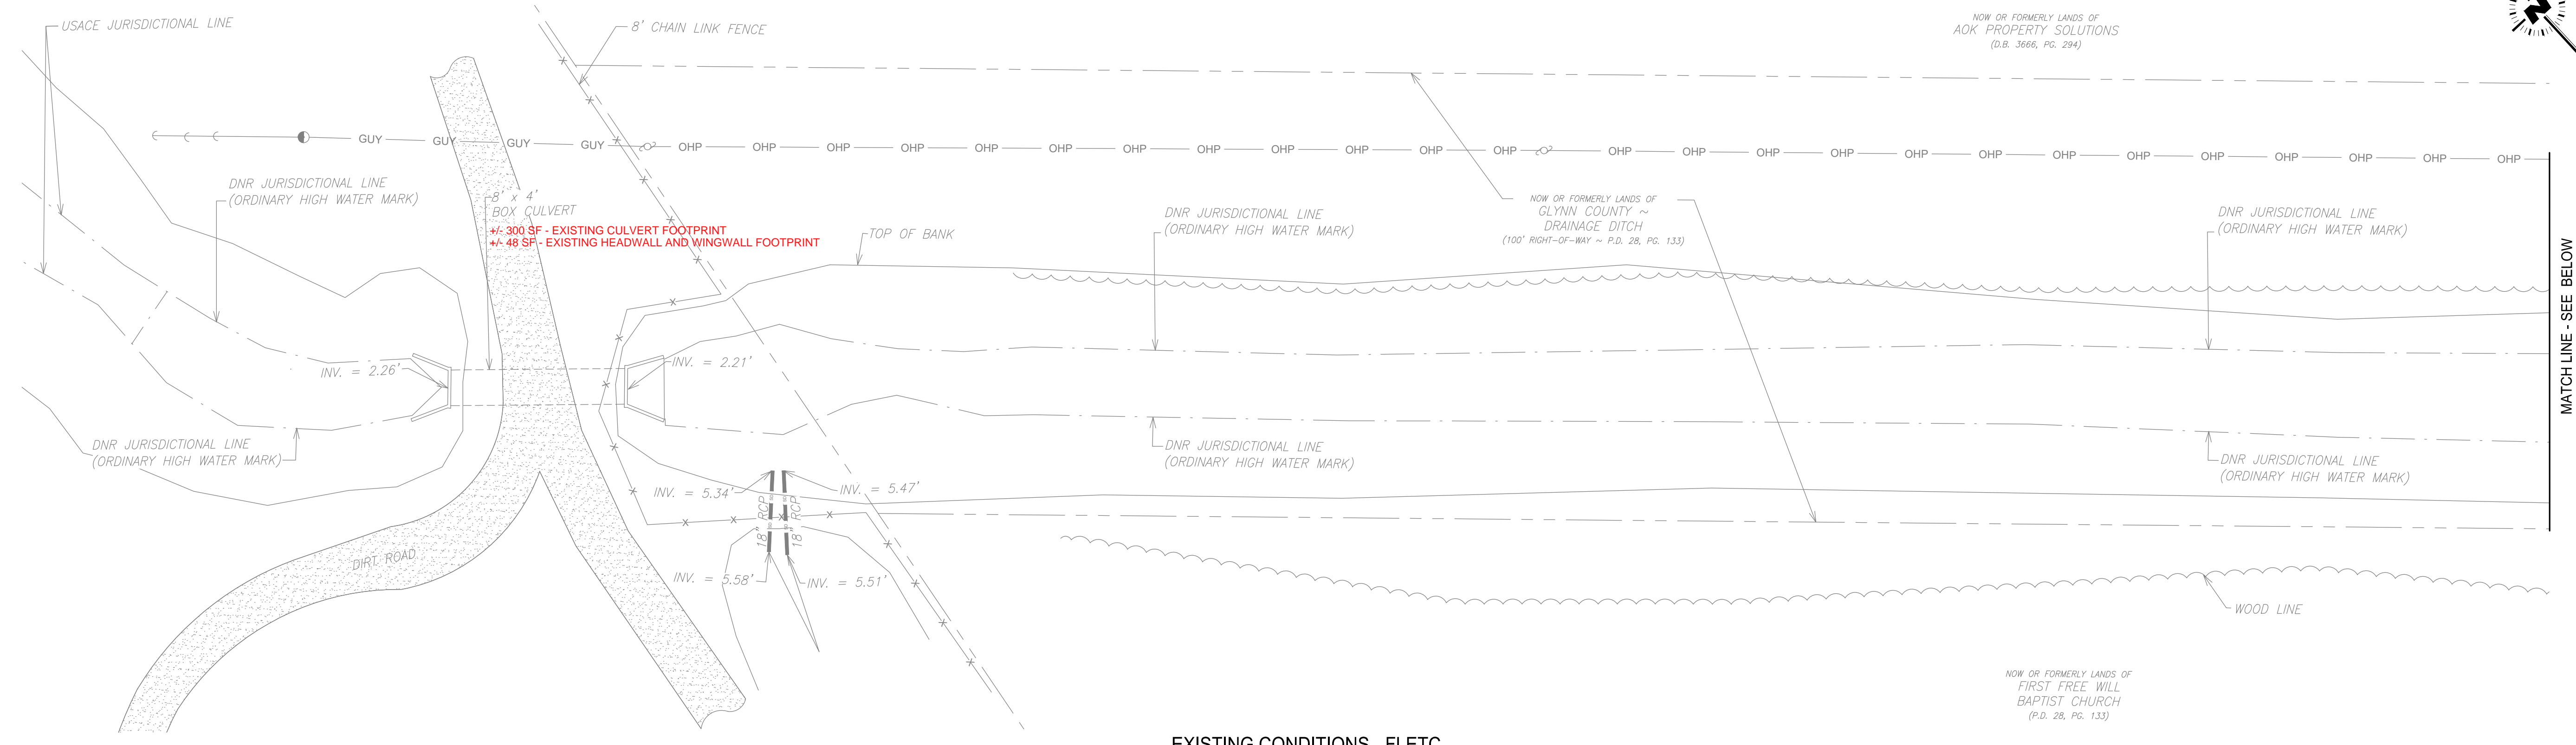 USACE JURISDICTIONAL LINE
8' CHAIN LINK FENCE
NOW OR FORMERLY LANDS OF
AOK PROPERTY SOLUTIONS
(D.B. 3666, PG. 294)
GUY GUY GUY GUY OHP OHP OHP OHP OHP OHP OHP OHP OHP OHP OHP OHP OHP OHP OHP OHP OHP OHP OHP OHP OHP OHP OHP OHP OHP
DNR JURISDICTIONAL LINE
(ORDINARY HIGH WATER MARK)
8' x 4'
BOX CULVERT
+/- 300 SF - EXISTING CULVERT FOOTPRINT
+/- 48 SF - EXISTING HEADWALL AND WINGWALL FOOTPRINT
TOP OF BANK
DNR JURISDICTIONAL LINE
(ORDINARY HIGH WATER MARK)
NOW OR FORMERLY LANDS OF
GLYNN COUNTY ~
DRAINAGE DITCH
(100' RIGHT-OF-WAY ~ P.D. 28, PG. 133)
DNR JURISDICTIONAL LINE
(ORDINARY HIGH WATER MARK)
MATCH LINE - SEE BELOW
INV. = 2.26'
INV. = 2.21'
DNR JURISDICTIONAL LINE
(ORDINARY HIGH WATER MARK)
DNR JURISDICTIONAL LINE
(ORDINARY HIGH WATER MARK)
DNR JURISDICTIONAL LINE
(ORDINARY HIGH WATER MARK)
INV. = 5.34'
INV. = 5.47'
18" RCP
18" RCP
DIRT ROAD
INV. = 5.58'
INV. = 5.51'
WOOD LINE
NOW OR FORMERLY LANDS OF
FIRST FREE WILL
BAPTIST CHURCH
(P.D. 28, PG. 133)
EXISTING CONDITIONS - FLETC